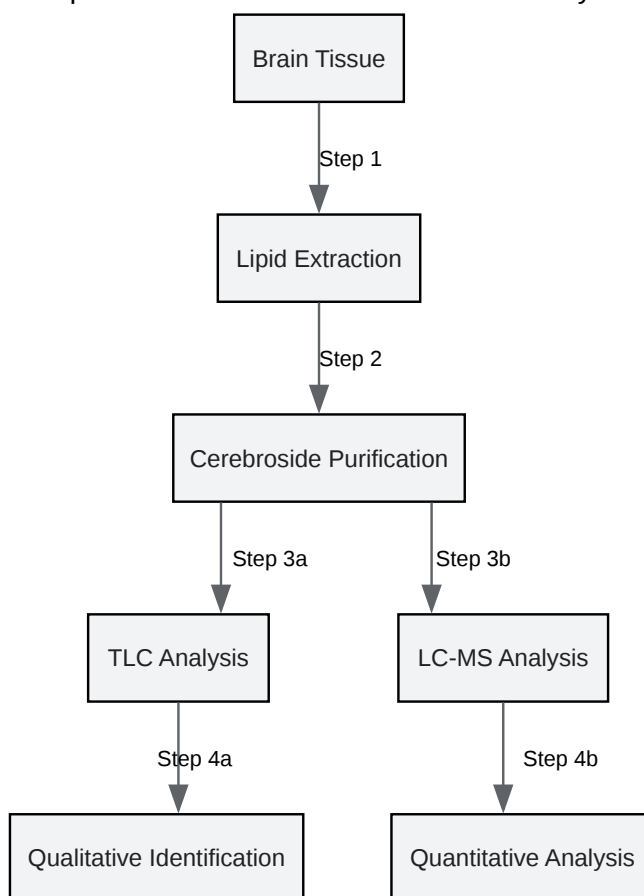 Brain Tissue
Step 1
Lipid Extraction
Step 2
Cerebroside Purification
Step 3a Step 3b
TLC Analysis LC-MS Analysis
Step 4a Step 4b
Qualitative Identification Quantitative Analysis